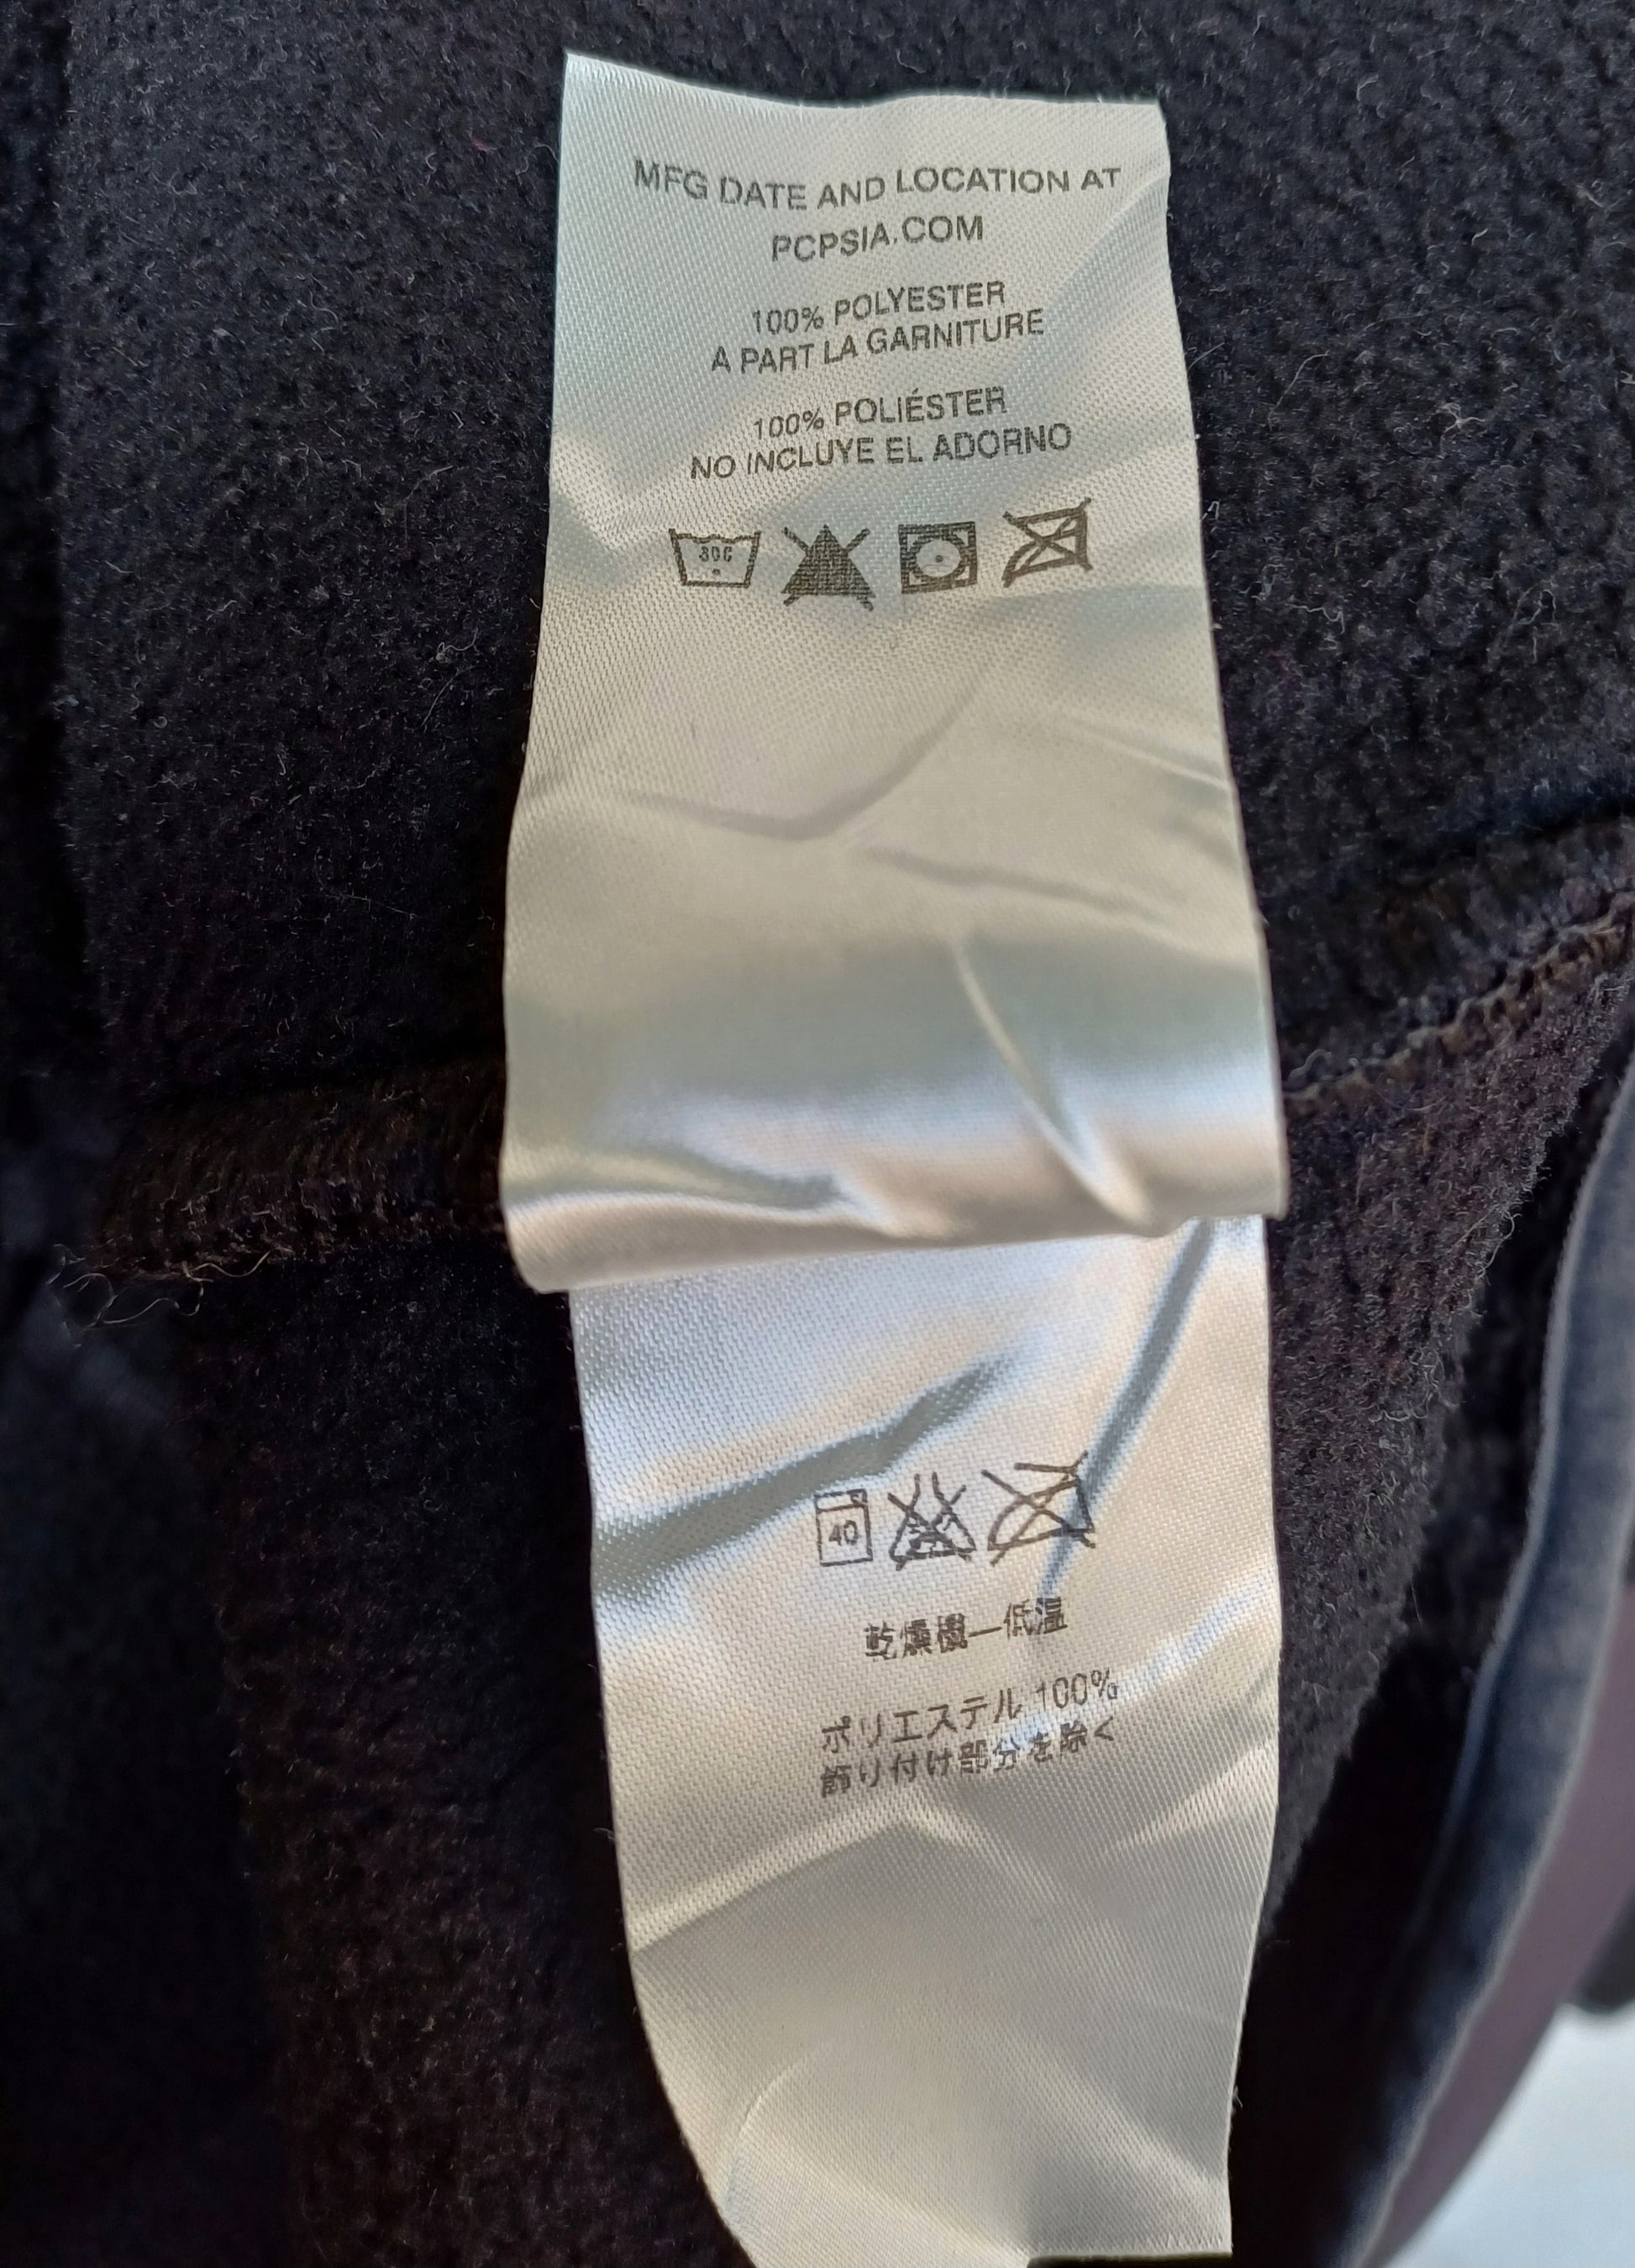 MFG DATE AND LOCATION AT
PCPSIA.COM
100% POLYESTER
A PART LA GARNITURE
100% POLIÉSTER
NO INCLUYE EL ADORNO
30C
40
乾燥機—低温
ポリエステル 100%
飾り付け部分を除く